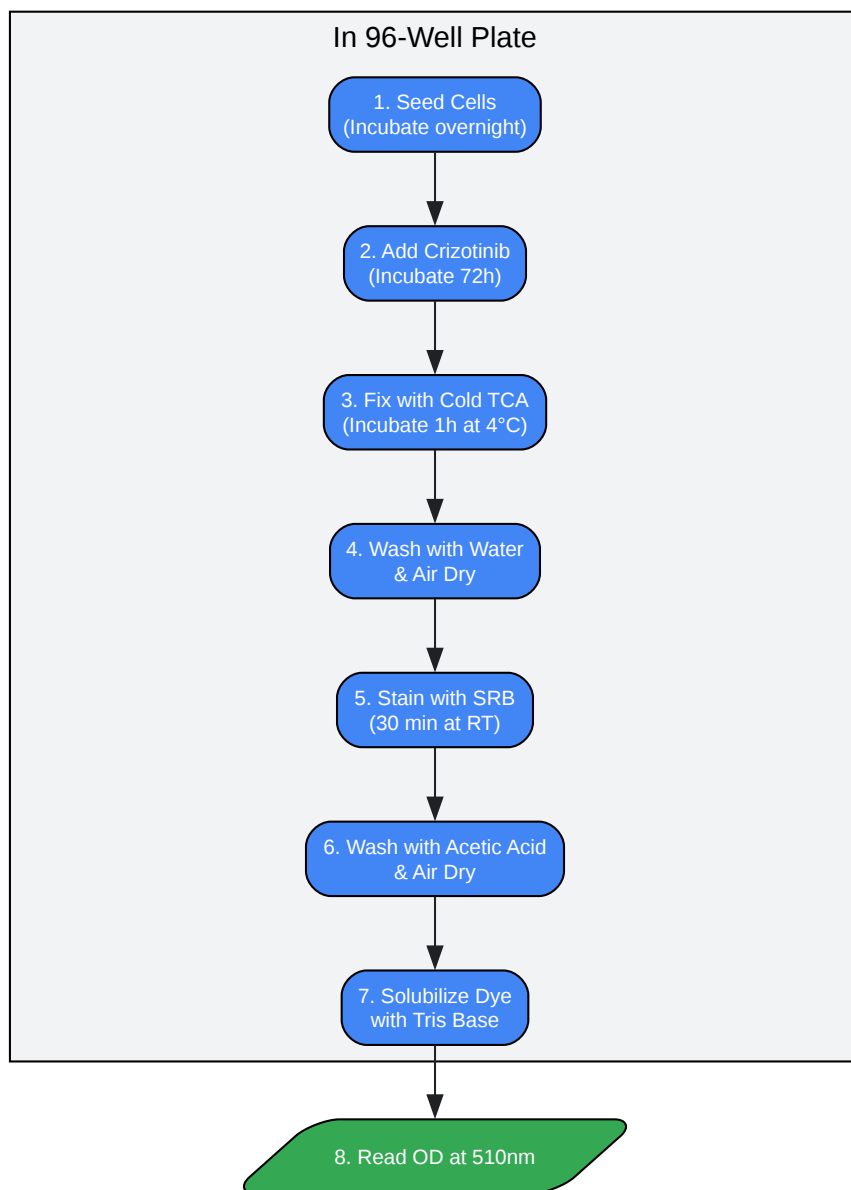 In 96-Well Plate
1. Seed Cells
(Incubate overnight)
2. Add Crizotinib
(Incubate 72h)
3. Fix with Cold TCA
(Incubate 1h at 4°C)
4. Wash with Water
& Air Dry
5. Stain with SRB
(30 min at RT)
6. Wash with Acetic Acid
& Air Dry
7. Solubilize Dye
with Tris Base
8. Read OD at 510nm